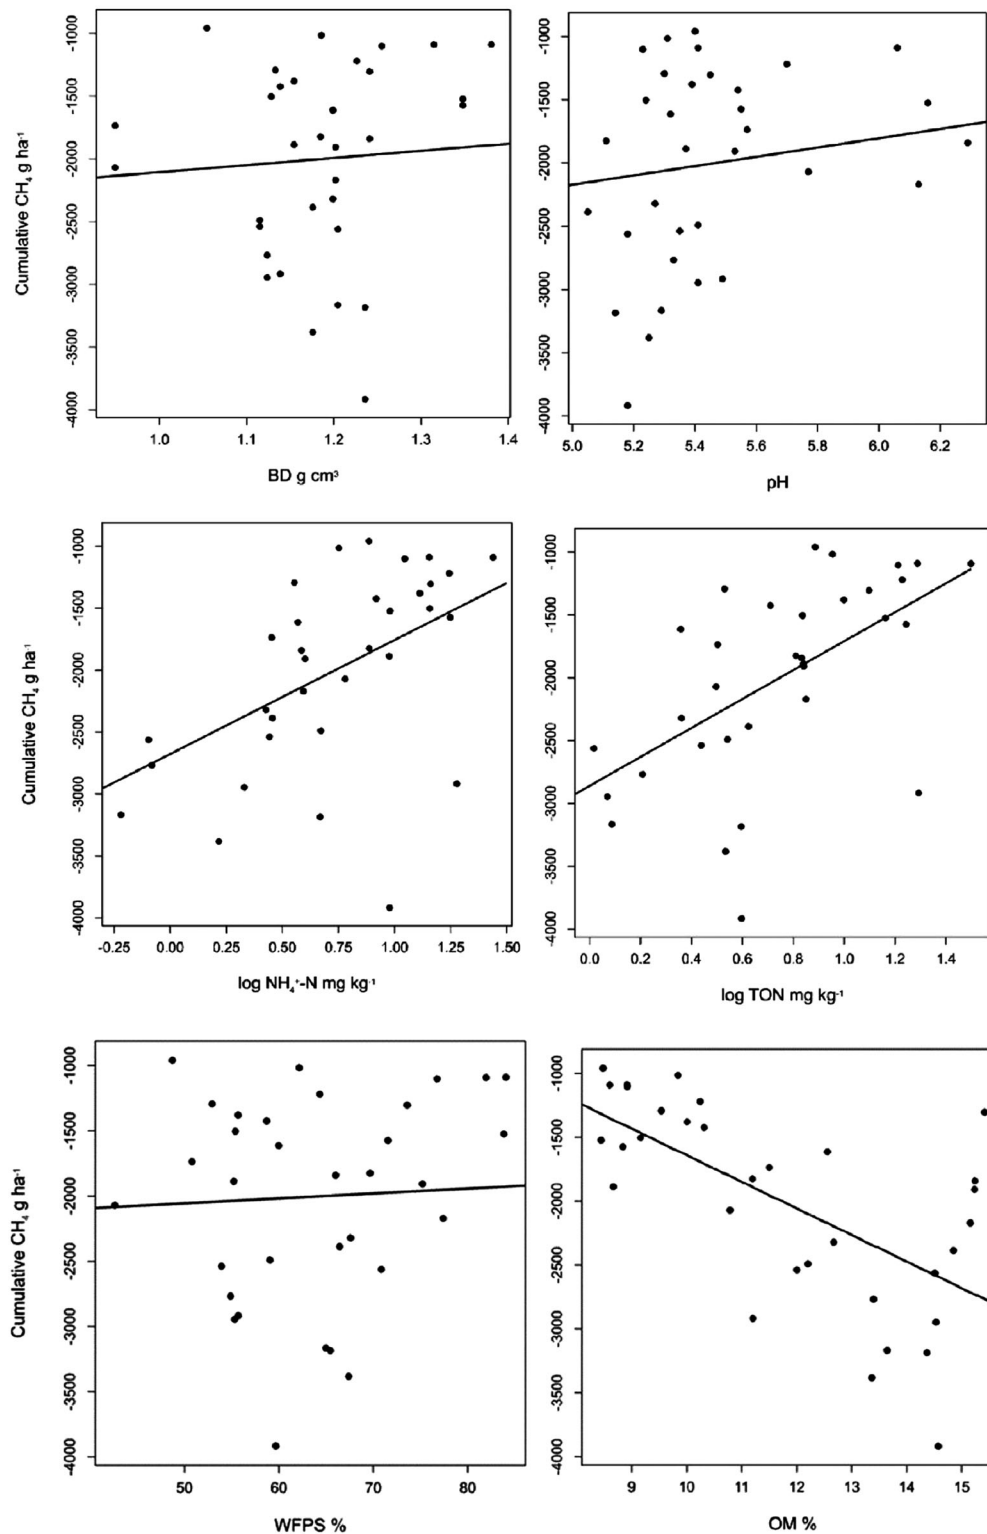 -1000
-1500
-2000
-2500
-3000
-3500
-4000
Cumulative CH₄ g ha⁻¹
1.0 1.1 1.2 1.3 1.4
BD g cm³
-1000
-1500
-2000
-2500
-3000
-3500
-4000
5.0 5.2 5.4 5.6 5.8 6.0 6.2
pH
-1000
-1500
-2000
-2500
-3000
-3500
-4000
Cumulative CH₄ g ha⁻¹
-0.25 0.00 0.25 0.50 0.75 1.00 1.25 1.50
log NH₄⁺-N mg kg⁻¹
-1000
-1500
-2000
-2500
-3000
-3500
-4000
0.0 0.2 0.4 0.6 0.8 1.0 1.2 1.4
log TON mg kg⁻¹
-1000
-1500
-2000
-2500
-3000
-3500
-4000
Cumulative CH₄ g ha⁻¹
50 60 70 80
WFPS %
-1000
-1500
-2000
-2500
-3000
-3500
-4000
9 10 11 12 13 14 15
OM %